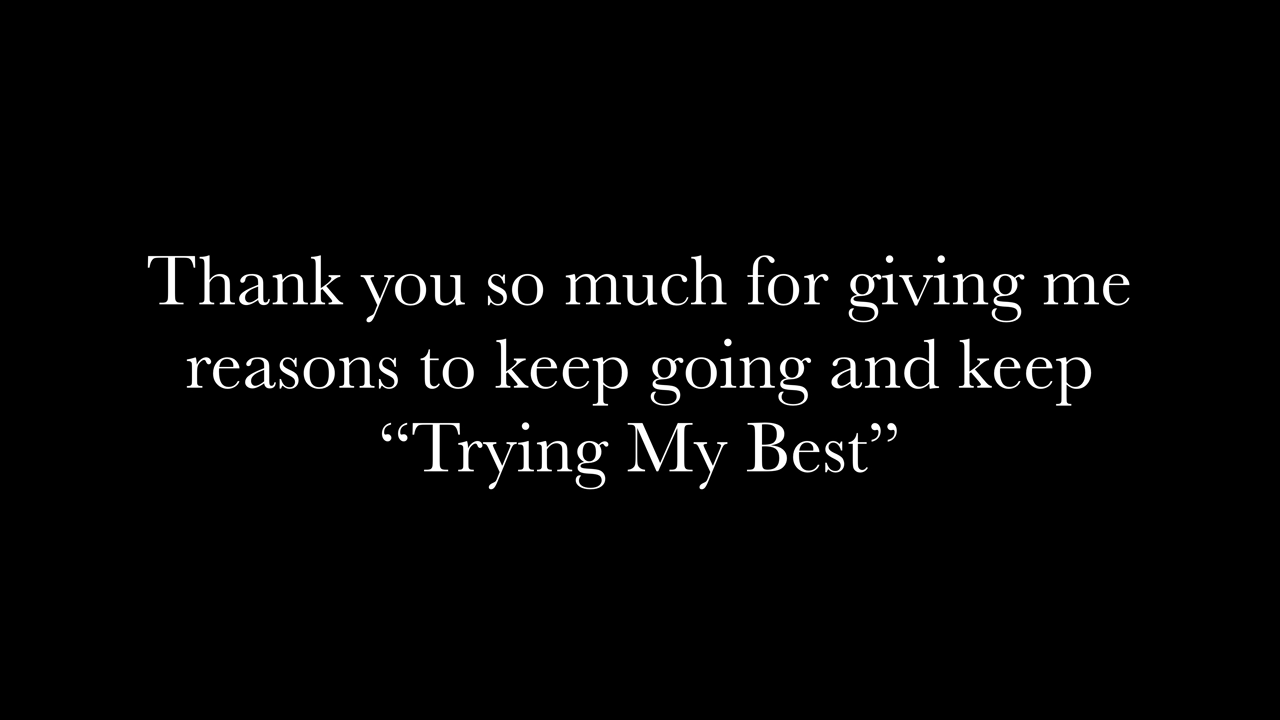 Thank you so much for giving me
reasons to keep going and keep
“Trying My Best”